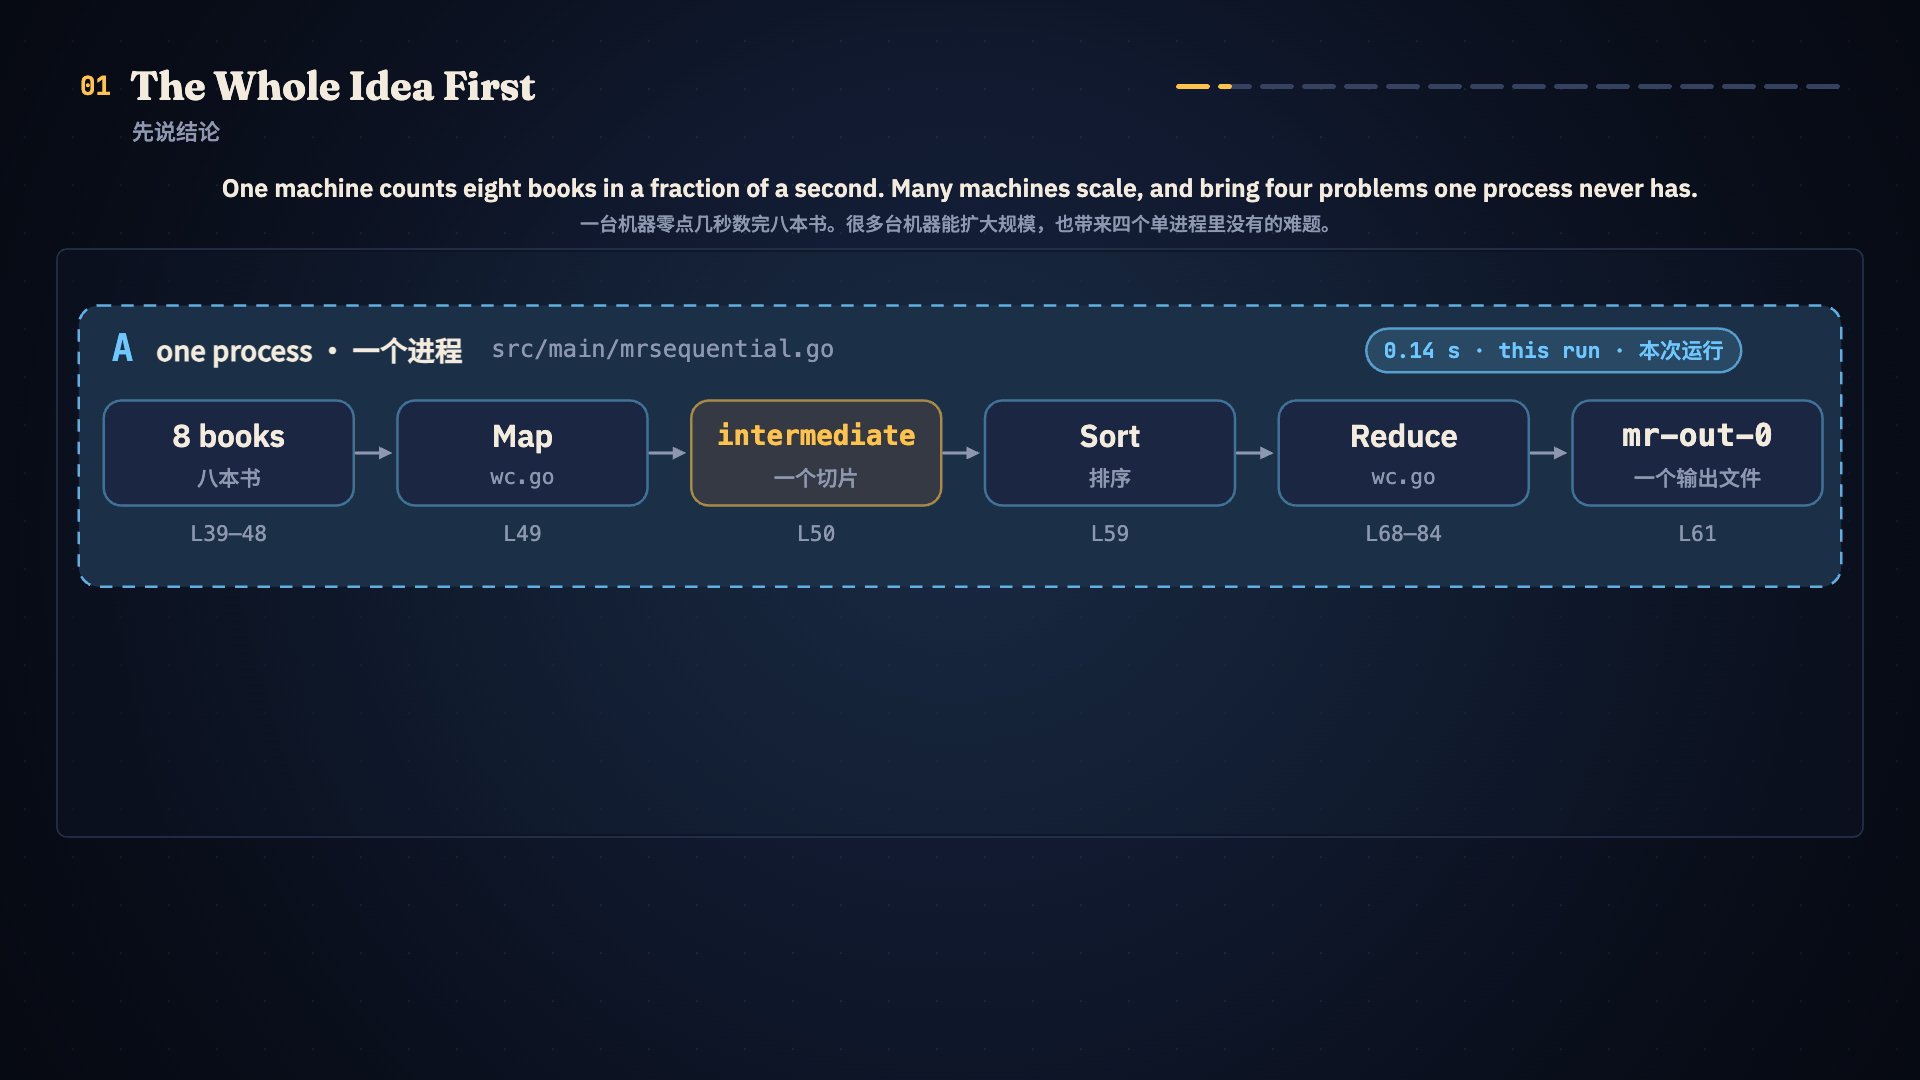 01 The Whole Idea First
先说结论
One machine counts eight books in a fraction of a second. Many machines scale, and bring four problems one process never has.
一台机器零点几秒数完八本书。很多台机器能扩大规模，也带来四个单进程里没有的难题。
A one process · 一个进程 src/main/mrsequential.go 0.14 s · this run · 本次运行
8 books Map intermediate Sort Reduce mr-out-0
八本书 wc.go 一个切片 排序 wc.go 一个输出文件
L39–48 L49 L50 L59 L68–84 L61